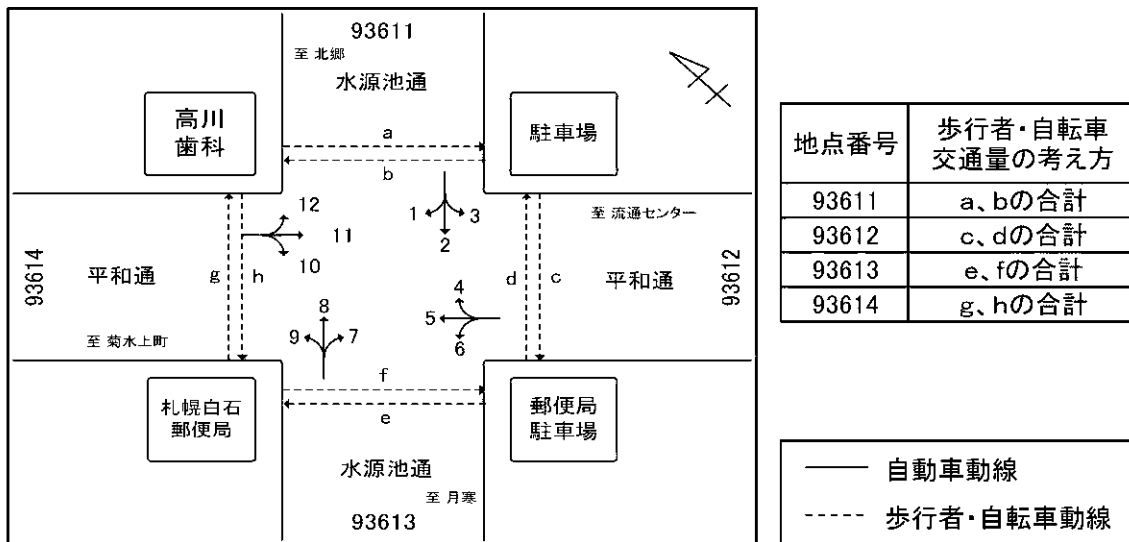 93611
至 北郷
水源池通
高川
歯科
駐車場
a
b
1
3
2
12
11
10
至 流通センター
93614
平和通
g
h
d
c
平和通
93612
至 菊水上町
8
9
7
4
5
6
札幌白石
郵便局
f
e
郵便局
駐車場
水源池通
至 月寒
93613
地点番号
歩行者・自転車
交通量の考え方
93611
a、bの合計
93612
c、dの合計
93613
e、fの合計
93614
g、hの合計
自動車動線
歩行者・自転車動線